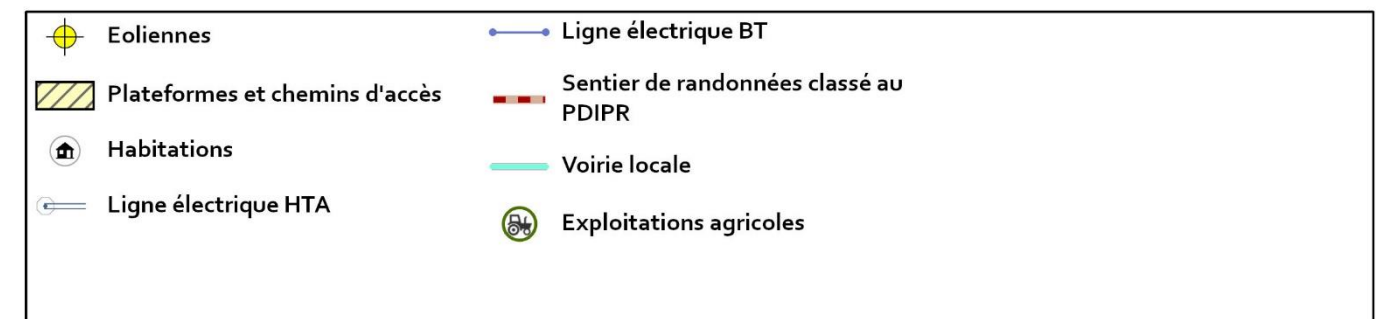 Eoliennes
Plateformes et chemins d'accès
Habitations
Ligne électrique HTA
Ligne électrique BT
Sentier de randonnées classé au
PDIPR
Voirie locale
Exploitations agricoles